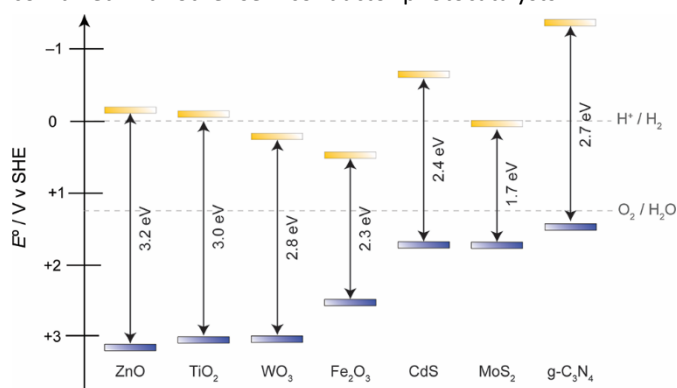 –1
0
+1
+2
+3
E⁰ / V v SHE
3.2 eV
3.0 eV
2.8 eV
2.3 eV
2.4 eV
1.7 eV
2.7 eV
H⁺ / H₂
O₂ / H₂O
ZnO TiO₂ WO₃ Fe₂O₃ CdS MoS₂ g-C₃N₄